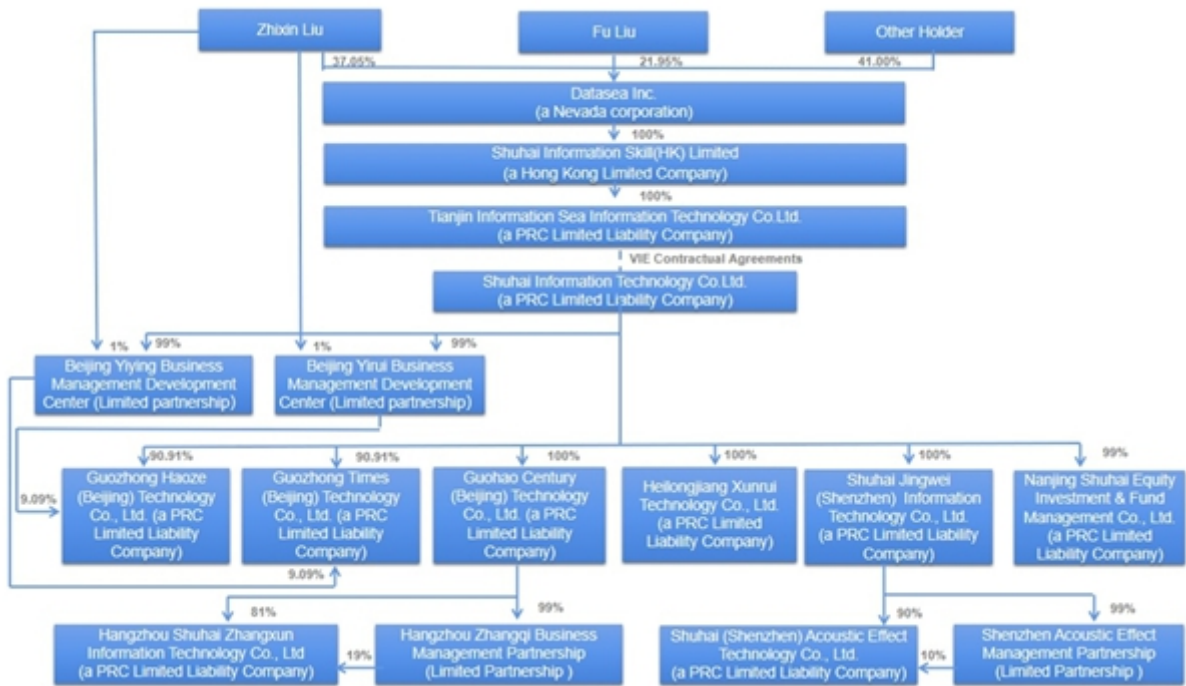 Zhixin Liu
Fu Liu
Other Holder
37.05%
21.95%
41.00%
Datasea Inc.
(a Nevada corporation)
100%
Shuhai Information Skill(HK) Limited
(a Hong Kong Limited Company)
100%
Tianjin Information Sea Information Technology Co.Ltd.
(a PRC Limited Liability Company)
VIE Contractual Agreements
Shuhai Information Technology Co.Ltd.
(a PRC Limited Liability Company)
1%
99%
1%
99%
Beijing Yiying Business
Management Development
Center (Limited partnership)
Beijing Yirui Business
Management Development
Center (Limited partnership)
90.91%
90.91%
100%
100%
100%
99%
9.09%
Guozhong Haoze
(Beijing) Technology
Co., Ltd. (a PRC
Limited Liability
Company)
Guozhong Times
(Beijing) Technology
Co., Ltd. (a PRC
Limited Liability
Company)
Guohao Century
(Beijing) Technology
Co., Ltd. (a PRC
Limited Liability
Company)
Heilongjiang Xunrui
Technology Co., Ltd.
(a PRC Limited
Liability Company)
Shuhai Jingwei
(Shenzhen) Information
Technology Co., Ltd.
(a PRC Limited Liability
Company)
Nanjing Shuhai Equity
Investment & Fund
Management Co., Ltd.
(a PRC Limited
Liability Company)
9.09%
81%
99%
90%
99%
Hangzhou Shuhai Zhangxun
Information Technology Co., Ltd
(a PRC Limited Liability Company)
19%
Hangzhou Zhangqi Business
Management Partnership
(Limited Partnership )
Shuhai (Shenzhen) Acoustic Effect
Technology Co., Ltd.
(a PRC Limited Liability Company)
10%
Shenzhen Acoustic Effect
Management Partnership
(Limited Partnership )